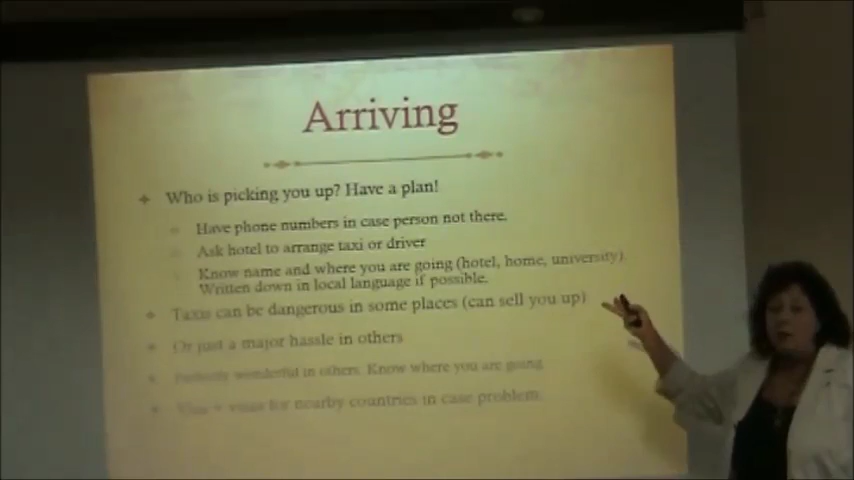 Arriving
Who is picking you up? Have a plan!
Have phone numbers in case person not there.
Ask hotel to arrange taxi or driver
Know name and where you are going (hotel, home, university).
Written down in local language if possible.
Taxis can be dangerous in some places (can sell you up)
Or just a major hassle in others
Perfectly wonderful in others. Know where you are going
for nearby countries in case problem.